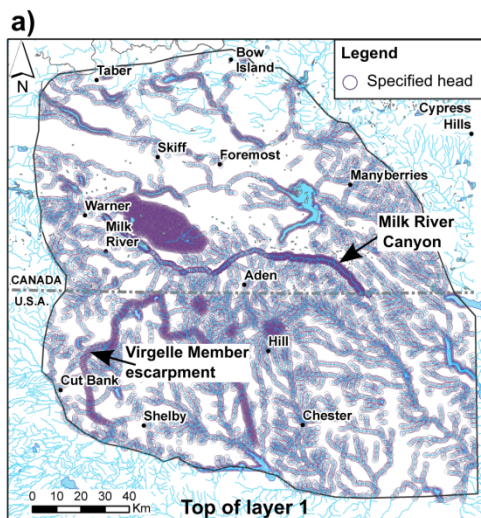 a)
N
Taber
Bow
Island
Legend
Specified head
Cypress
Hills
Skiff
Foremost
Manyberries
Warner
Milk
River
Milk River
Canyon
CANADA
U.S.A.
Aden
Virgelle Member
escarpment
Hill
Cut Bank
Shelby
Chester
0 10 20 30 40
Km
Top of layer 1